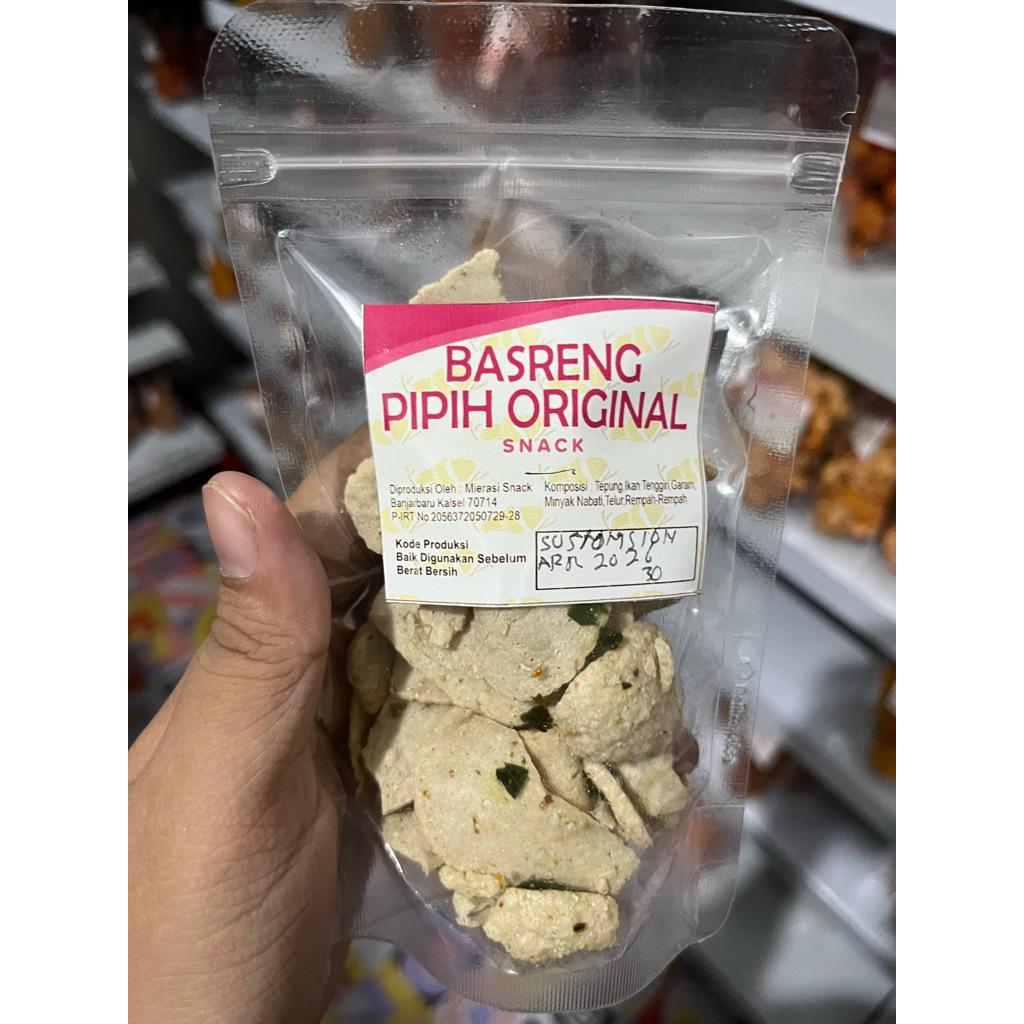 BASRENG
PIPIH ORIGINAL
SNACK
Diproduksi Oleh : Mierasi Snack
Banjarbaru Kalsel 70714
P-IRT No.2056372050729-28
Komposisi : Tepung,Ikan Tenggiri,Garam,
Minyak Nabati,Telur,Rempah-Rempah
Kode Produksi
Baik Digunakan Sebelum
Berat Bersih
2026
30